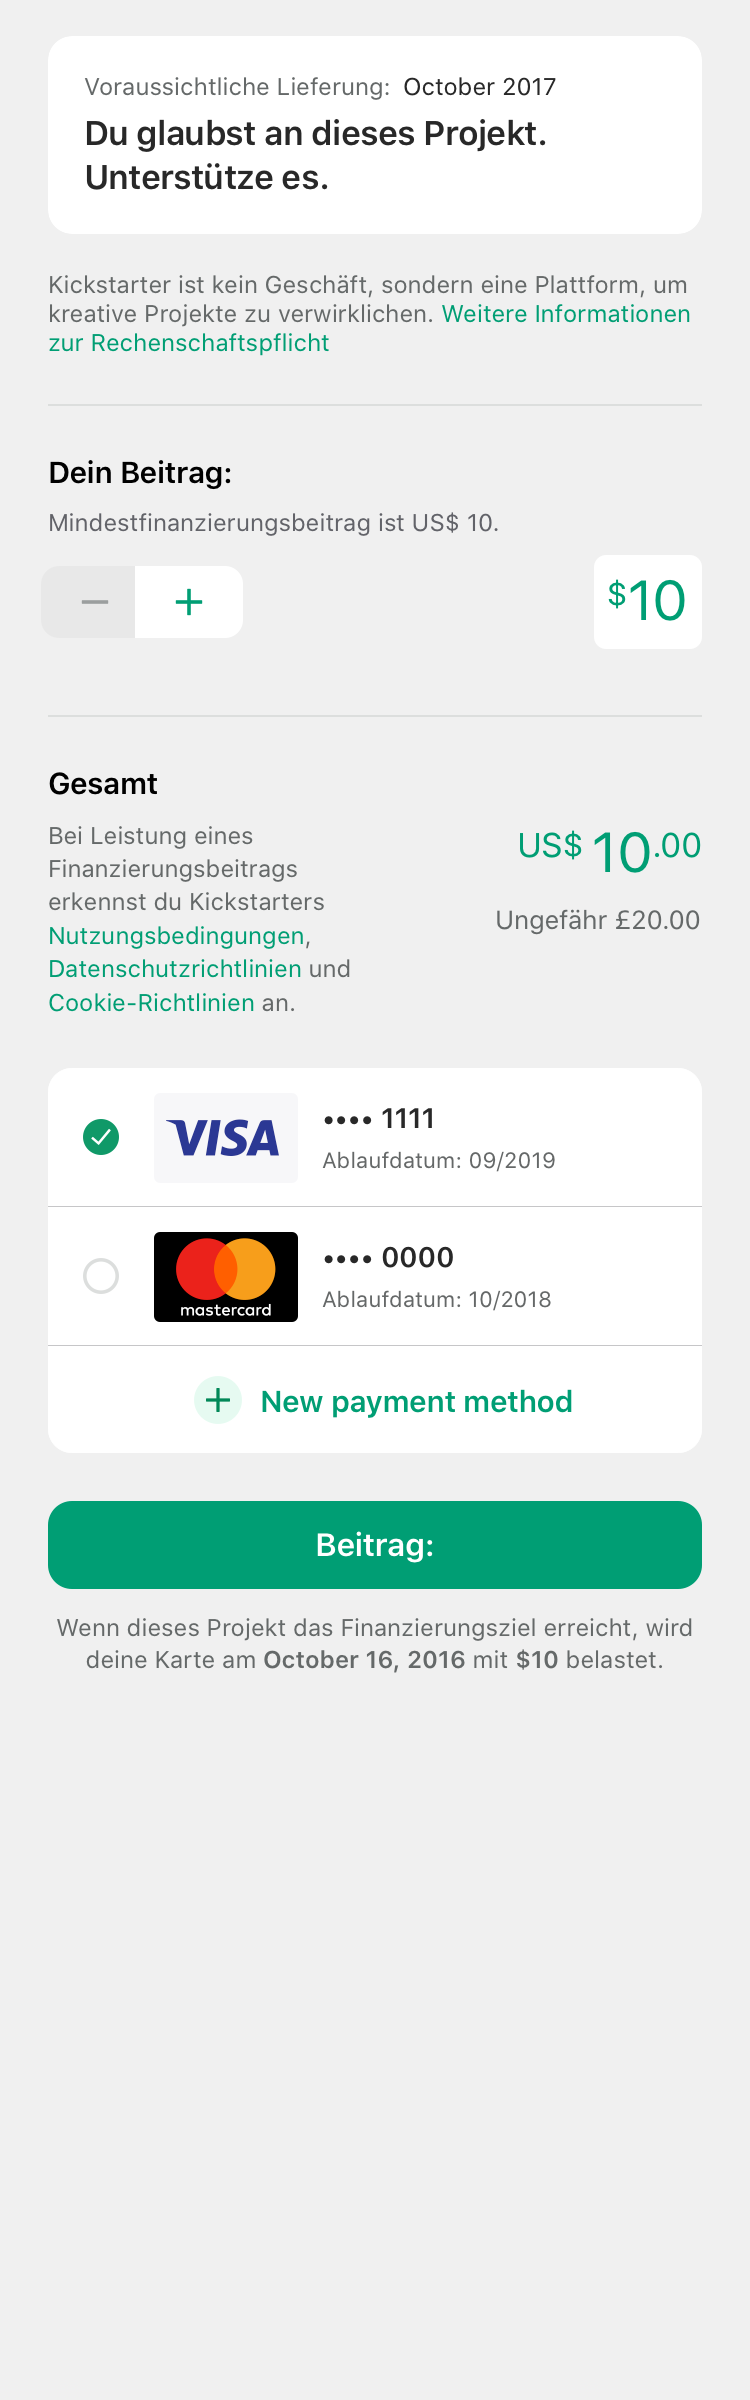 Voraussichtliche Lieferung: October 2017
Du glaubst an dieses Projekt.
Unterstütze es.
Kickstarter ist kein Geschäft, sondern eine Plattform, um
kreative Projekte zu verwirklichen. Weitere Informationen
zur Rechenschaftspflicht
Dein Beitrag:
Mindestfinanzierungsbeitrag ist US$ 10.
$10
Gesamt
Bei Leistung eines
Finanzierungsbeitrags
erkennst du Kickstarters
Nutzungsbedingungen,
Datenschutzrichtlinien und
Cookie-Richtlinien an.
US$ 10.00
Ungefähr £20.00
VISA
•••• 1111
Ablaufdatum: 09/2019
mastercard
•••• 0000
Ablaufdatum: 10/2018
New payment method
Beitrag:
Wenn dieses Projekt das Finanzierungsziel erreicht, wird
deine Karte am October 16, 2016 mit $10 belastet.